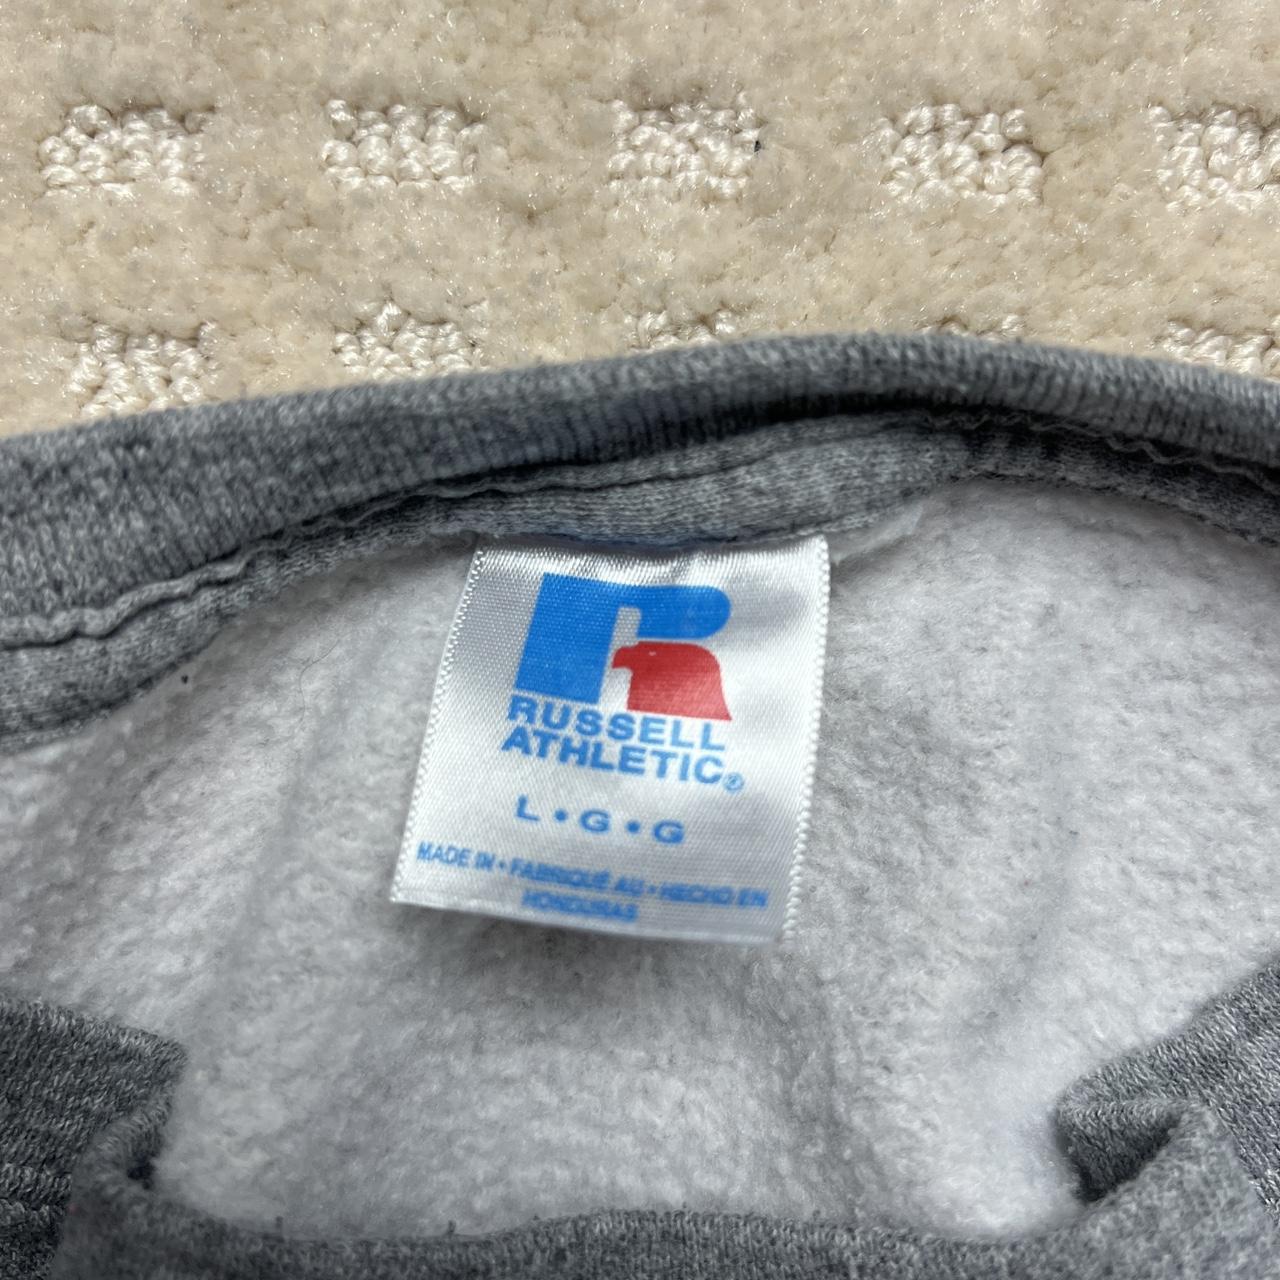 RUSSELL
ATHLETIC®
L • G • G
MADE IN • FABRIQUÉ AU • HECHO EN
HONDURAS